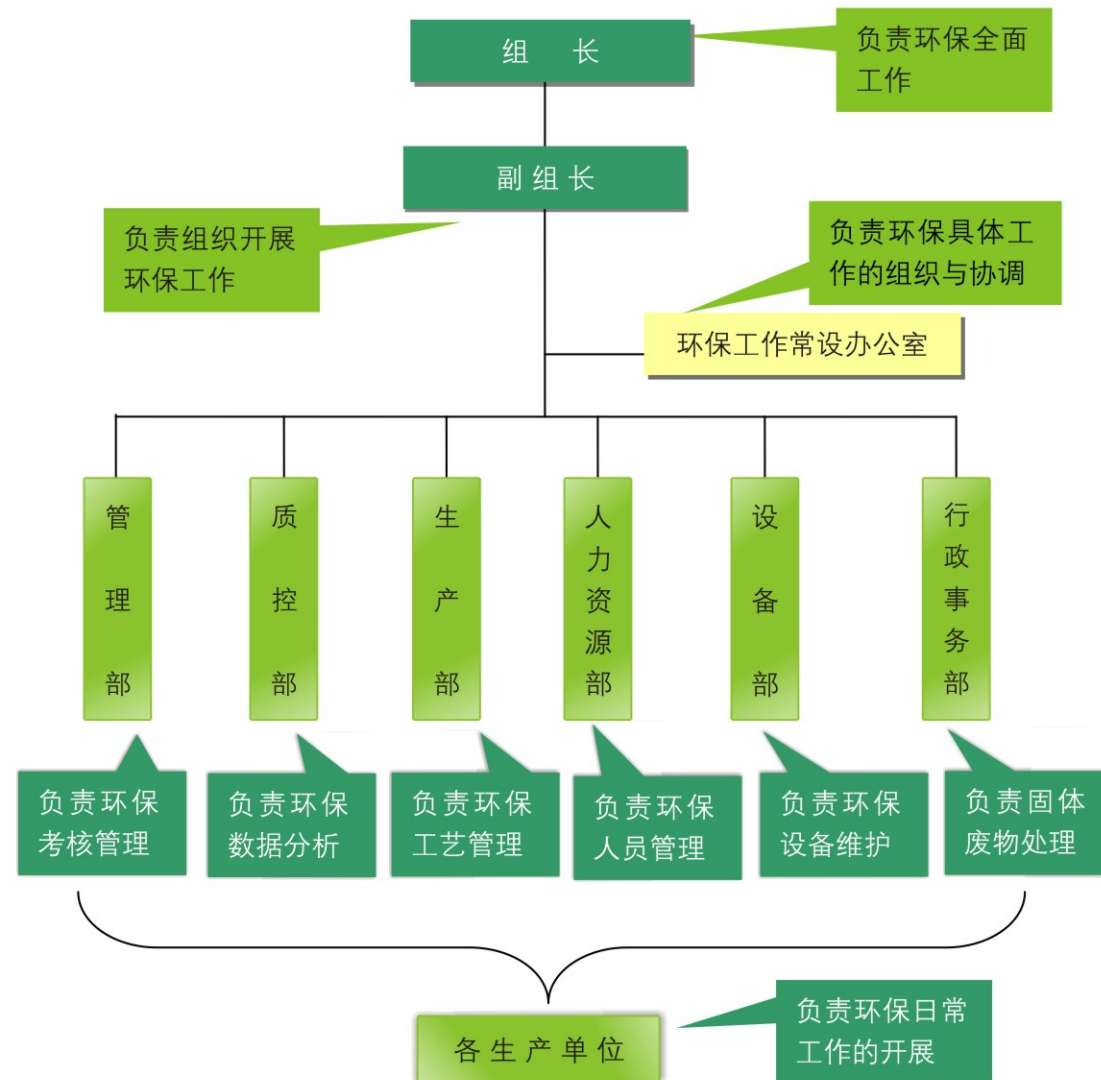 组 长
负责环保全面
工作
副组长
负责组织开展
环保工作
负责环保具体工
作的组织与协调
环保工作常设办公室
管理部
质控部
生产部
人力资源部
设备部
行政事务部
负责环保
考核管理
负责环保
数据分析
负责环保
工艺管理
负责环保
人员管理
负责环保
设备维护
负责固体
废物处理
各生产单位
负责环保日常
工作的开展